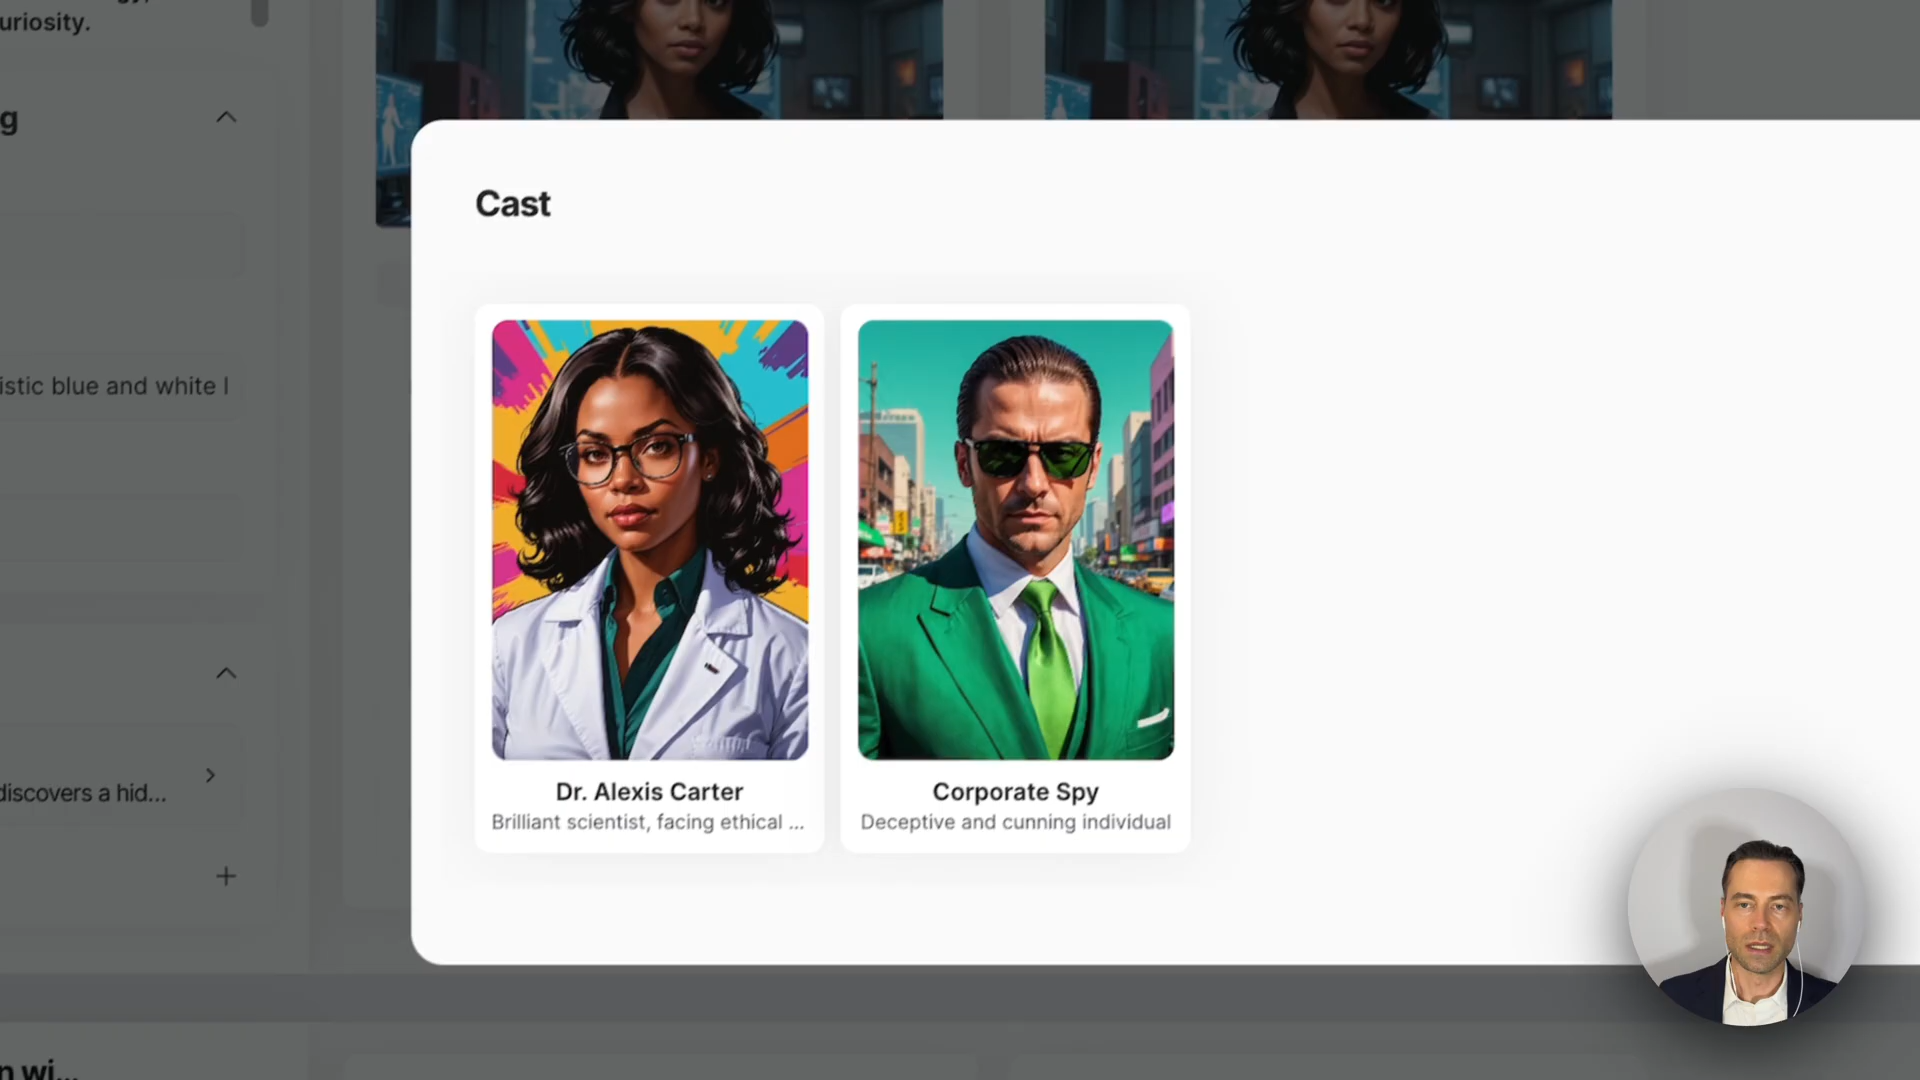 uriosity.
g
Cast
istic blue and white l
Dr. Alexis Carter
Brilliant scientist, facing ethical ...
Corporate Spy
Deceptive and cunning individual
discovers a hid...
n wi...